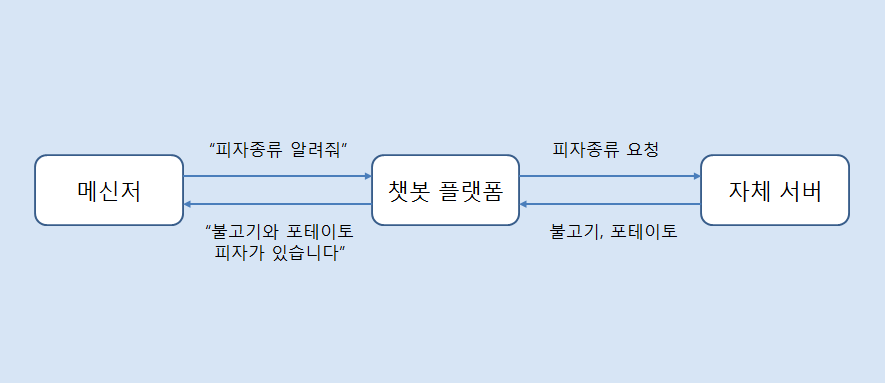 “피자종류 알려줘”
피자종류 요청
메신저
챗봇 플랫폼
자체 서버
“불고기와 포테이토
피자가 있습니다”
불고기, 포테이토